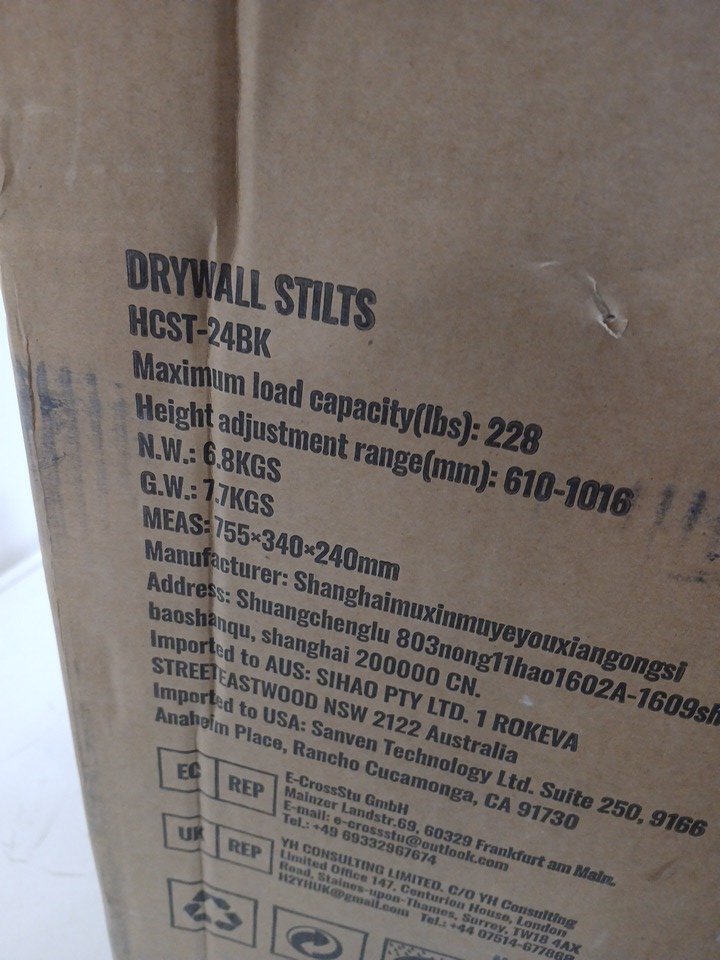 DRYWALL STILTS
HCST-24BK
Maximum load capacity(lbs): 228
Height adjustment range(mm): 610-1016
N.W.: 6.8KGS
G.W.: 7.7KGS
MEAS: 755×340×240mm
Manufacturer: Shanghaimuxinmuyeyouxiangongsi
Address: Shuangchenglu 803nong11hao1602A-1609sh
baoshanqu, shanghai 200000 CN.
Imported to AUS: SIHAO PTY LTD. 1 ROKEVA
STREETEASTWOOD NSW 2122 Australia
Imported to USA: Sanven Technology Ltd. Suite 250, 9166
Anaheim Place, Rancho Cucamonga, CA 91730
EC REP
E-CrossStu GmbH
Mainzer Landstr.69, 60329 Frankfurt am Main.
E-mail: e-crossstu@outlook.com
Tel.: +49 69332967674
UK REP
YH CONSULTING LIMITED. C/O YH Consulting
Limited Office 147, Centurion House, London
Road, Staines-upon-Thames, Surrey, TW18 4AX
H2YHUK@gmail.com Tel.: +44 07514-677868